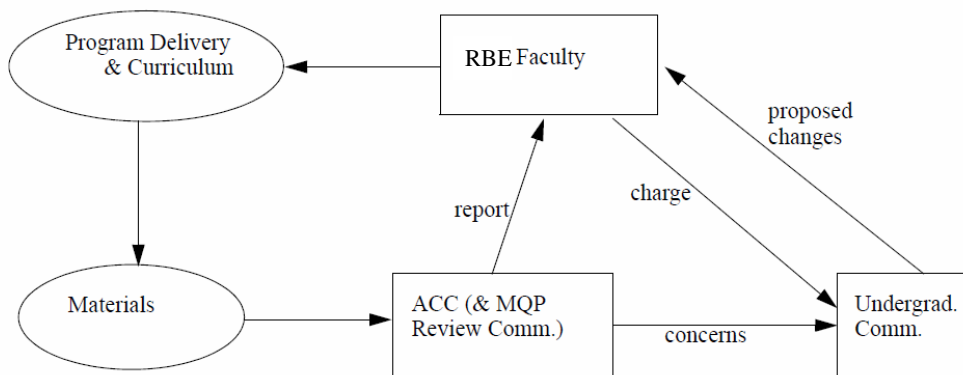 Program Delivery
& Curriculum
RBE Faculty
proposed
changes
charge
report
Materials
ACC (& MQP
Review Comm.)
concerns
Undergrad.
Comm.